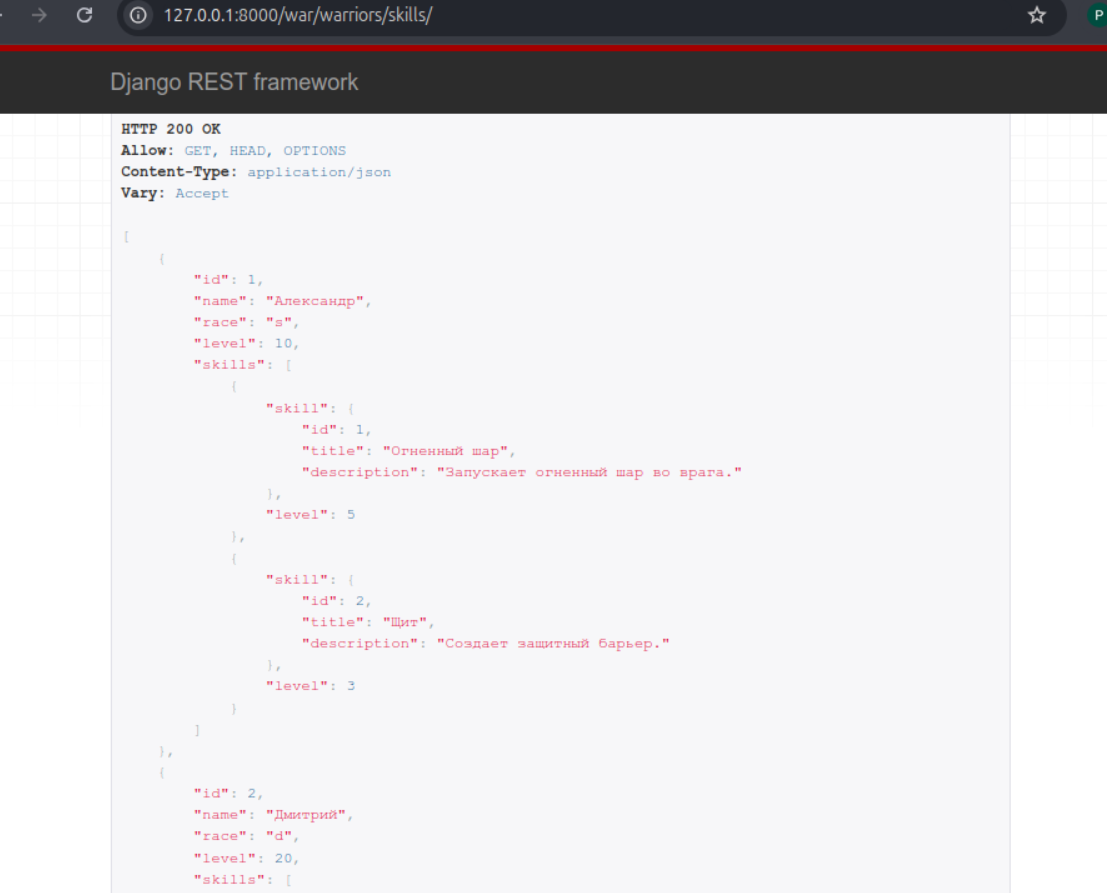 127.0.0.1:8000/war/warriors/skills/
P
Django REST framework
HTTP 200 OK
Allow: GET, HEAD, OPTIONS
Content-Type: application/json
Vary: Accept
[
{
"id": 1,
"name": "Александр",
"race": "s",
"level": 10,
"skills": [
{
"skill": {
"id": 1,
"title": "Огненный шар",
"description": "Запускает огненный шар во врага."
},
"level": 5
},
{
"skill": {
"id": 2,
"title": "Щит",
"description": "Создает защитный барьер."
},
"level": 3
}
]
},
{
"id": 2,
"name": "Дмитрий",
"race": "d",
"level": 20,
"skills": [